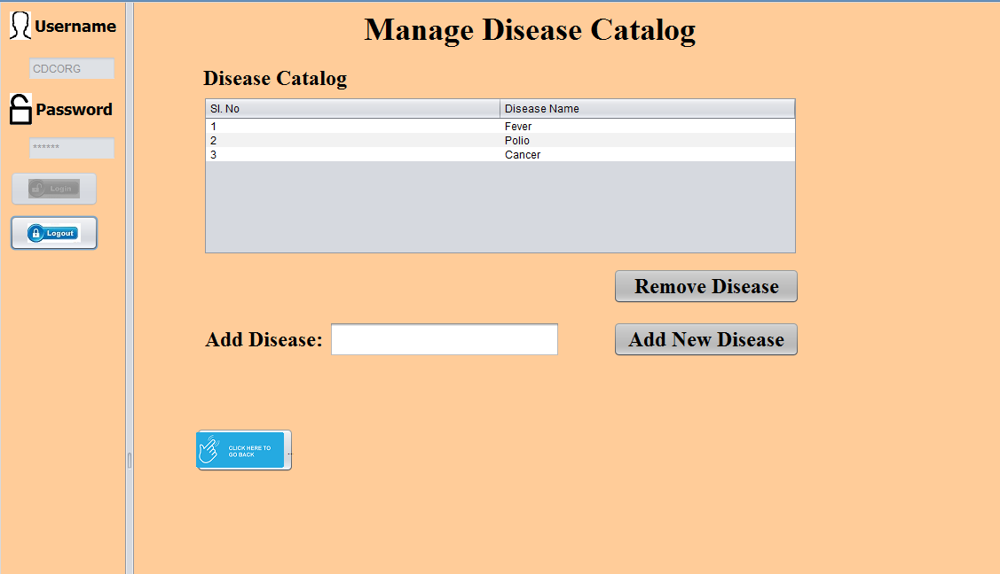 Username
CDCORG
Password
******
Login
Logout
Manage Disease Catalog
Disease Catalog
Sl. No Disease Name
1 Fever
2 Polio
3 Cancer
Remove Disease
Add Disease: Add New Disease
CLICK HERE TO
GO BACK
..